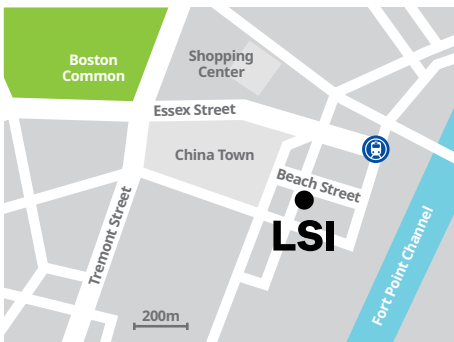 Boston
Common
Shopping
Center
Essex Street
China Town
Beach Street
LSI
Tremont Street
Fort Point Channel
200m